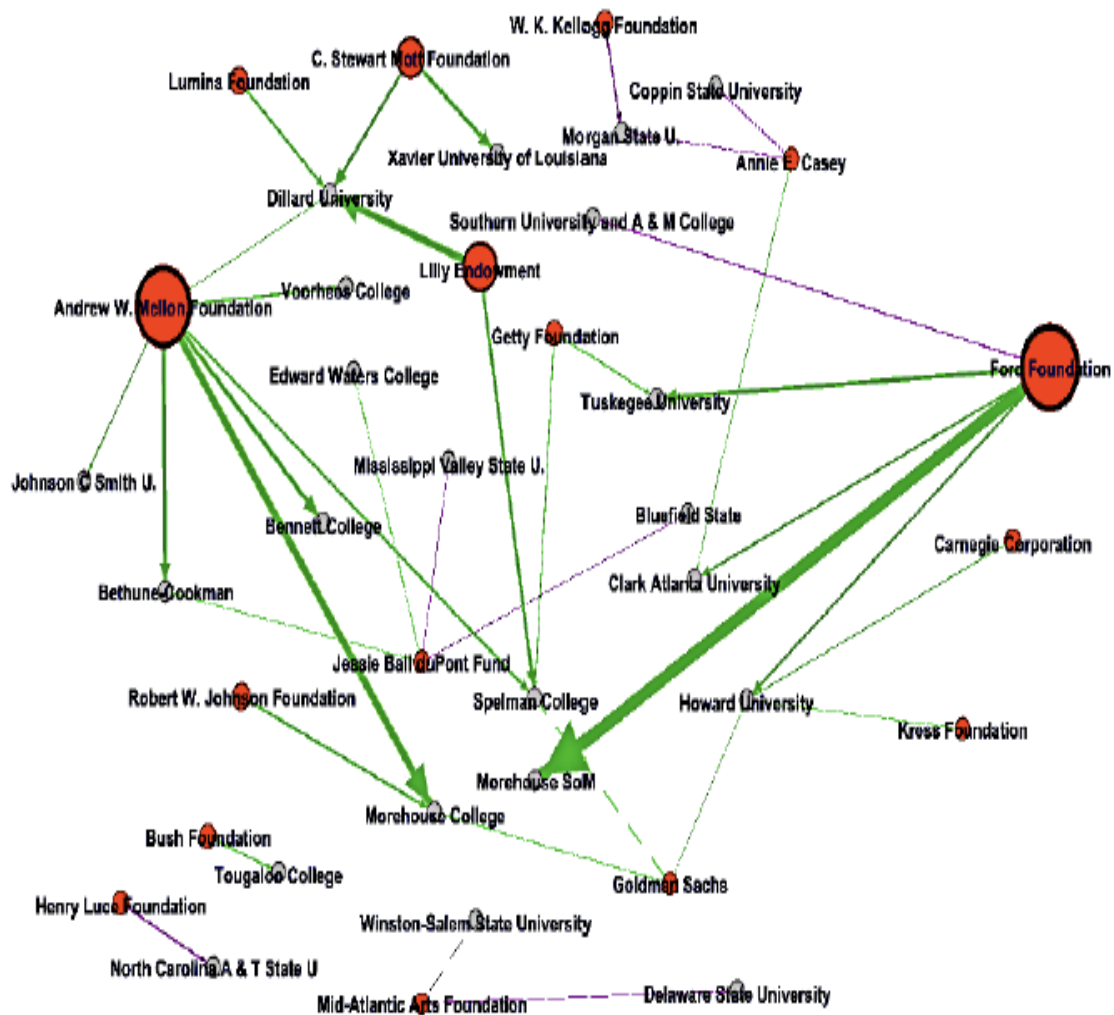 W. K. Kellogg Foundation
C. Stewart Mott Foundation
Lumina Foundation
Coppin State University
Morgan State U.
Xavier University of Louisiana
Annie E. Casey
Dillard University
Southern University and A & M College
Lilly Endowment
Voorhees College
Andrew W. Mellon Foundation
Getty Foundation
Ford Foundation
Edward Waters College
Tuskegee University
Mississippi Valley State U.
Johnson C Smith U.
Bluefield State
Bennett College
Carnegie Corporation
Clark Atlanta University
Bethune-Cookman
Jessie Ball duPont Fund
Robert W. Johnson Foundation
Spelman College
Howard University
Kress Foundation
Morehouse SoM
Morehouse College
Bush Foundation
Tougaloo College
Goldman Sachs
Henry Luce Foundation
Winston-Salem State University
North Carolina A & T State U
Delaware State University
Mid-Atlantic Arts Foundation